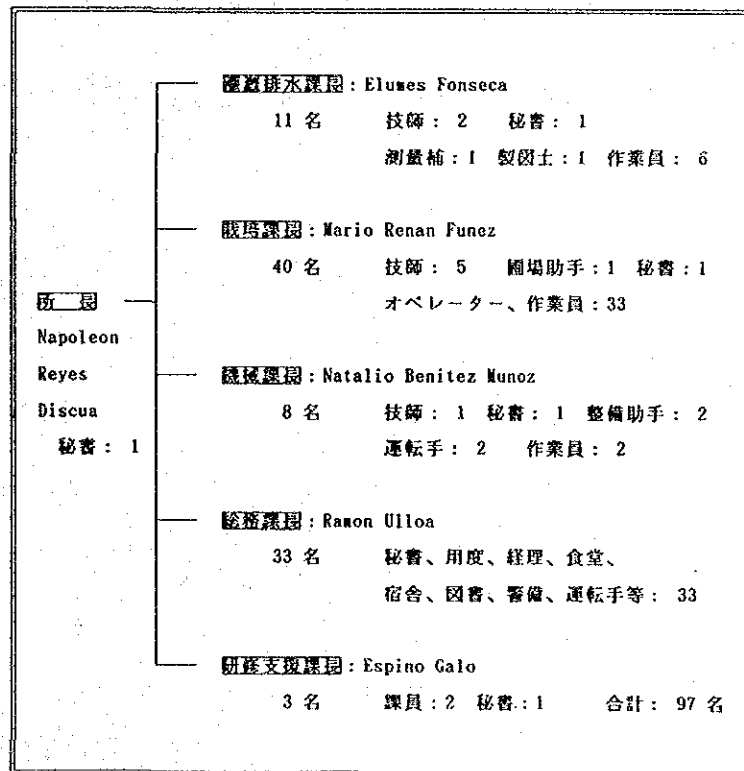 灌漑排水課長：Elumes Fonseca
11 名　技師： 2　秘書： 1
測量補：1　製図士：1　作業員： 6
栽培課長：Mario Renan Funez
40 名　技師： 5　圃場助手：1　秘書：1
オペレーター、作業員：33
所　長
Napoleon
Reyes
Discua
秘書： 1
機械課長：Natalio Benitez Munoz
8 名　技師： 1　秘書： 1　整備助手： 2
運転手： 2　作業員： 2
総務課長：Ramon Ulloa
33 名　秘書、用度、経理、食堂、
宿舎、図書、警備、運転手等： 33
研修支援課長：Espino Galo
3 名　課員：2　秘書：1　合計： 97 名